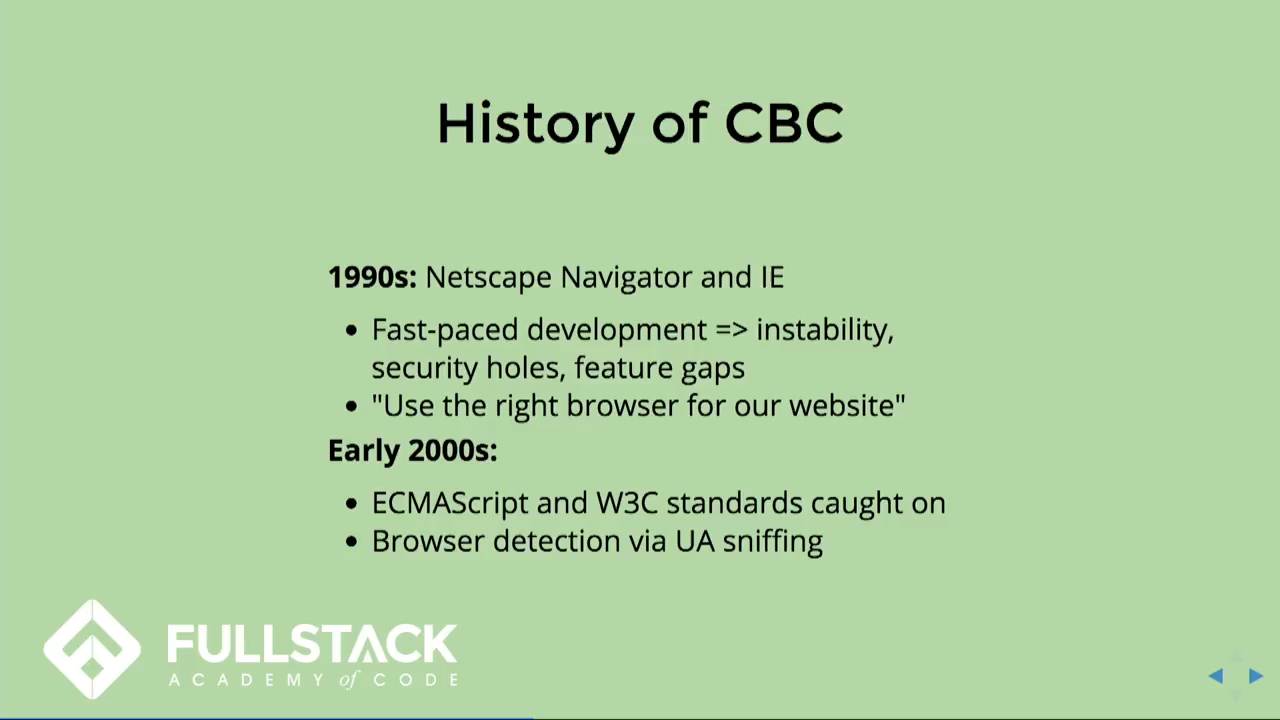 History of CBC
1990s: Netscape Navigator and IE
• Fast-paced development => instability,
security holes, feature gaps
• "Use the right browser for our website"
Early 2000s:
• ECMAScript and W3C standards caught on
• Browser detection via UA sniffing
FULLSTACK
ACADEMY of CODE